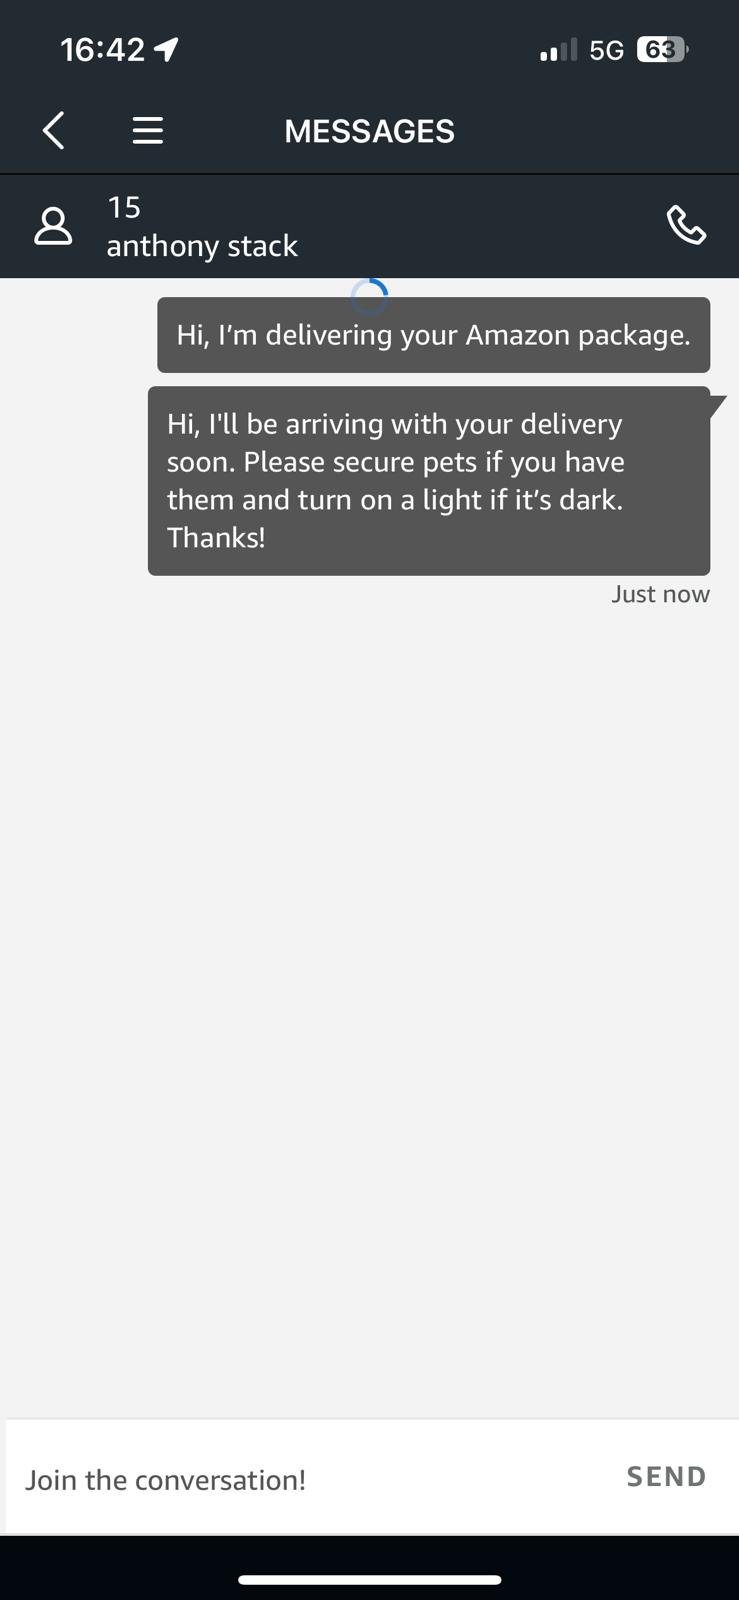 16:42
5G
63
MESSAGES
15
anthony stack
Hi, I’m delivering your Amazon package.
Hi, I'll be arriving with your delivery
soon. Please secure pets if you have
them and turn on a light if it’s dark.
Thanks!
Just now
Join the conversation!
SEND